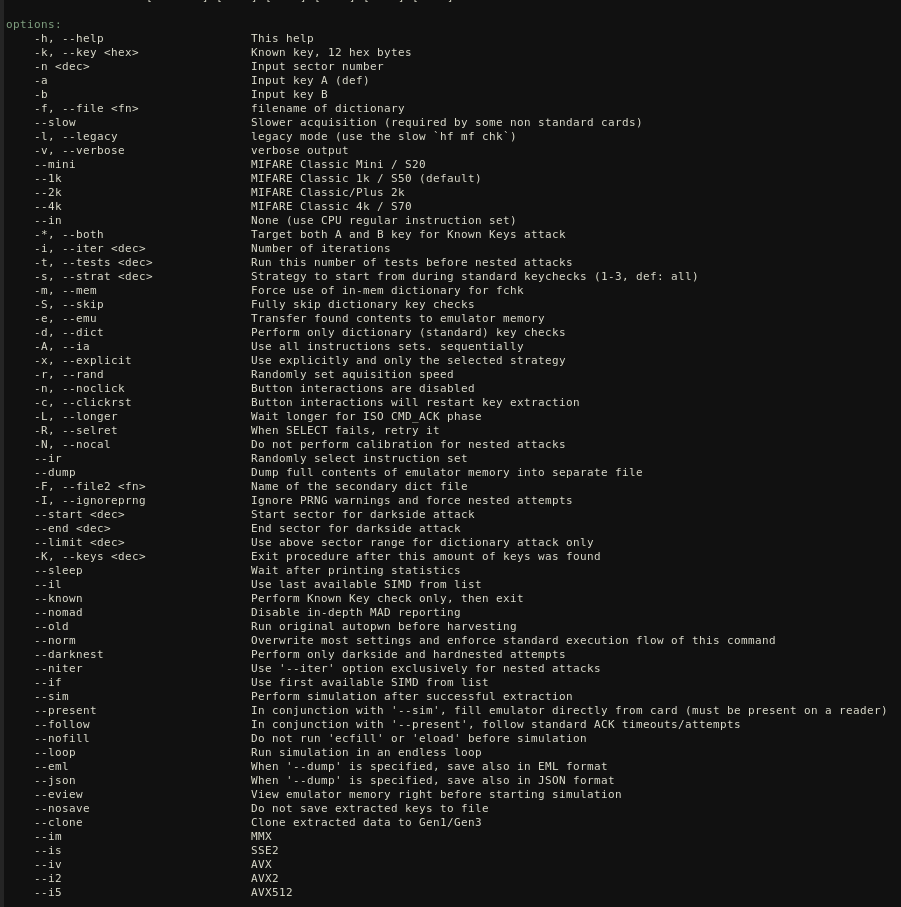 options:
-h, --help This help
-k, --key <hex> Known key, 12 hex bytes
-n <dec> Input sector number
-a Input key A (def)
-b Input key B
-f, --file <fn> filename of dictionary
--slow Slower acquisition (required by some non standard cards)
-l, --legacy legacy mode (use the slow `hf mf chk`)
-v, --verbose verbose output
--mini MIFARE Classic Mini / S20
--1k MIFARE Classic 1k / S50 (default)
--2k MIFARE Classic/Plus 2k
--4k MIFARE Classic 4k / S70
--in None (use CPU regular instruction set)
-*, --both Target both A and B key for Known Keys attack
-i, --iter <dec> Number of iterations
-t, --tests <dec> Run this number of tests before nested attacks
-s, --strat <dec> Strategy to start from during standard keychecks (1-3, def: all)
-m, --mem Force use of in-mem dictionary for fchk
-S, --skip Fully skip dictionary key checks
-e, --emu Transfer found contents to emulator memory
-d, --dict Perform only dictionary (standard) key checks
-A, --ia Use all instructions sets. sequentially
-x, --explicit Use explicitly and only the selected strategy
-r, --rand Randomly set aquisition speed
-n, --noclick Button interactions are disabled
-c, --clickrst Button interactions will restart key extraction
-L, --longer Wait longer for ISO CMD_ACK phase
-R, --selret When SELECT fails, retry it
-N, --nocal Do not perform calibration for nested attacks
--ir Randomly select instruction set
--dump Dump full contents of emulator memory into separate file
-F, --file2 <fn> Name of the secondary dict file
-I, --ignoreprng Ignore PRNG warnings and force nested attempts
--start <dec> Start sector for darkside attack
--end <dec> End sector for darkside attack
--limit <dec> Use above sector range for dictionary attack only
-K, --keys <dec> Exit procedure after this amount of keys was found
--sleep Wait after printing statistics
--il Use last available SIMD from list
--known Perform Known Key check only, then exit
--nomad Disable in-depth MAD reporting
--old Run original autopwn before harvesting
--norm Overwrite most settings and enforce standard execution flow of this command
--darknest Perform only darkside and hardnested attempts
--niter Use '--iter' option exclusively for nested attacks
--if Use first available SIMD from list
--sim Perform simulation after successful extraction
--present In conjunction with '--sim', fill emulator directly from card (must be present on a reader)
--follow In conjunction with '--present', follow standard ACK timeouts/attempts
--nofill Do not run 'ecfill' or 'eload' before simulation
--loop Run simulation in an endless loop
--eml When '--dump' is specified, save also in EML format
--json When '--dump' is specified, save also in JSON format
--eview View emulator memory right before starting simulation
--nosave Do not save extracted keys to file
--clone Clone extracted data to Gen1/Gen3
--im MMX
--is SSE2
--iv AVX
--i2 AVX2
--i5 AVX512